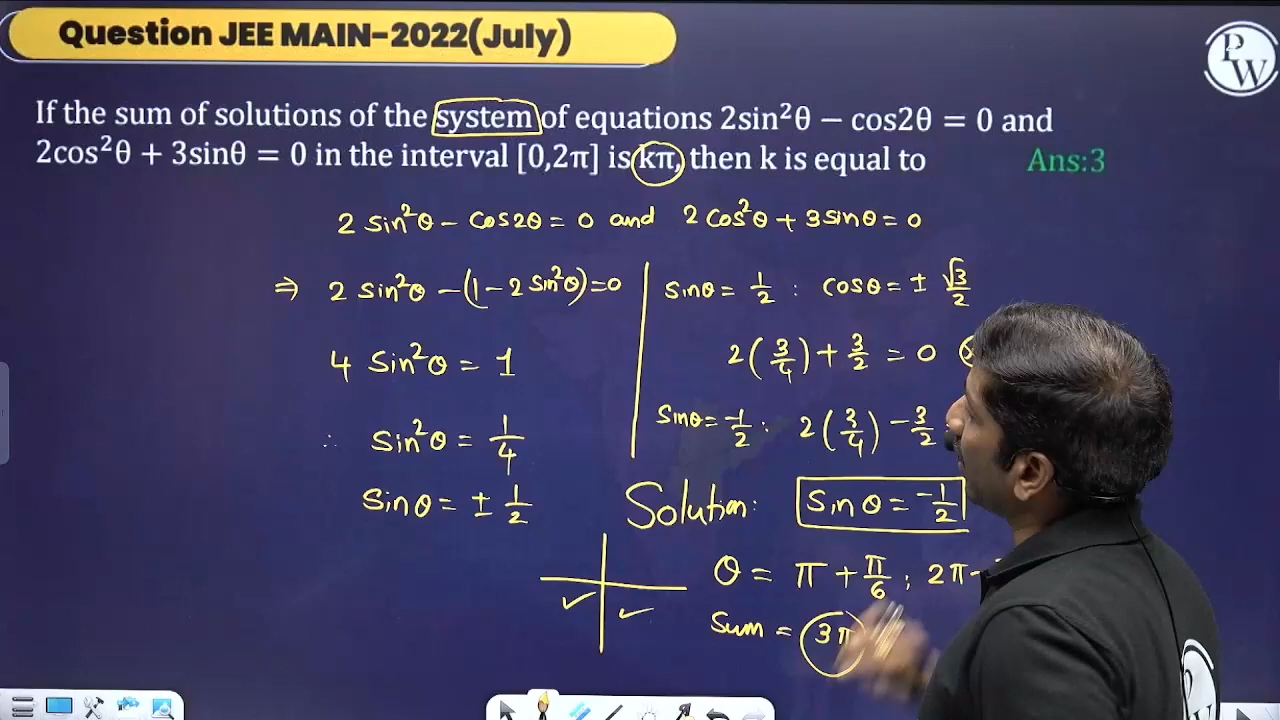 Question JEE MAIN-2022(July)
PW
If the sum of solutions of the system of equations 2sin²θ − cos2θ = 0 and
2cos²θ + 3sinθ = 0 in the interval [0,2π] is kπ, then k is equal to
Ans:3
2 sin²θ - cos2θ = 0 and 2 cos²θ + 3sinθ = 0
⇒ 2 sin²θ - (1 - 2 sin²θ) = 0
4 sin²θ = 1
∴ sin²θ = 1/4
sinθ = ± 1/2
sinθ = 1/2 : cosθ = ± √3/2
2(3/4) + 3/2 = 0
sinθ = -1/2 : 2(3/4) - 3/2
Solution: sinθ = -1/2
θ = π + π/6 ; 2π -
Sum = 3π
W